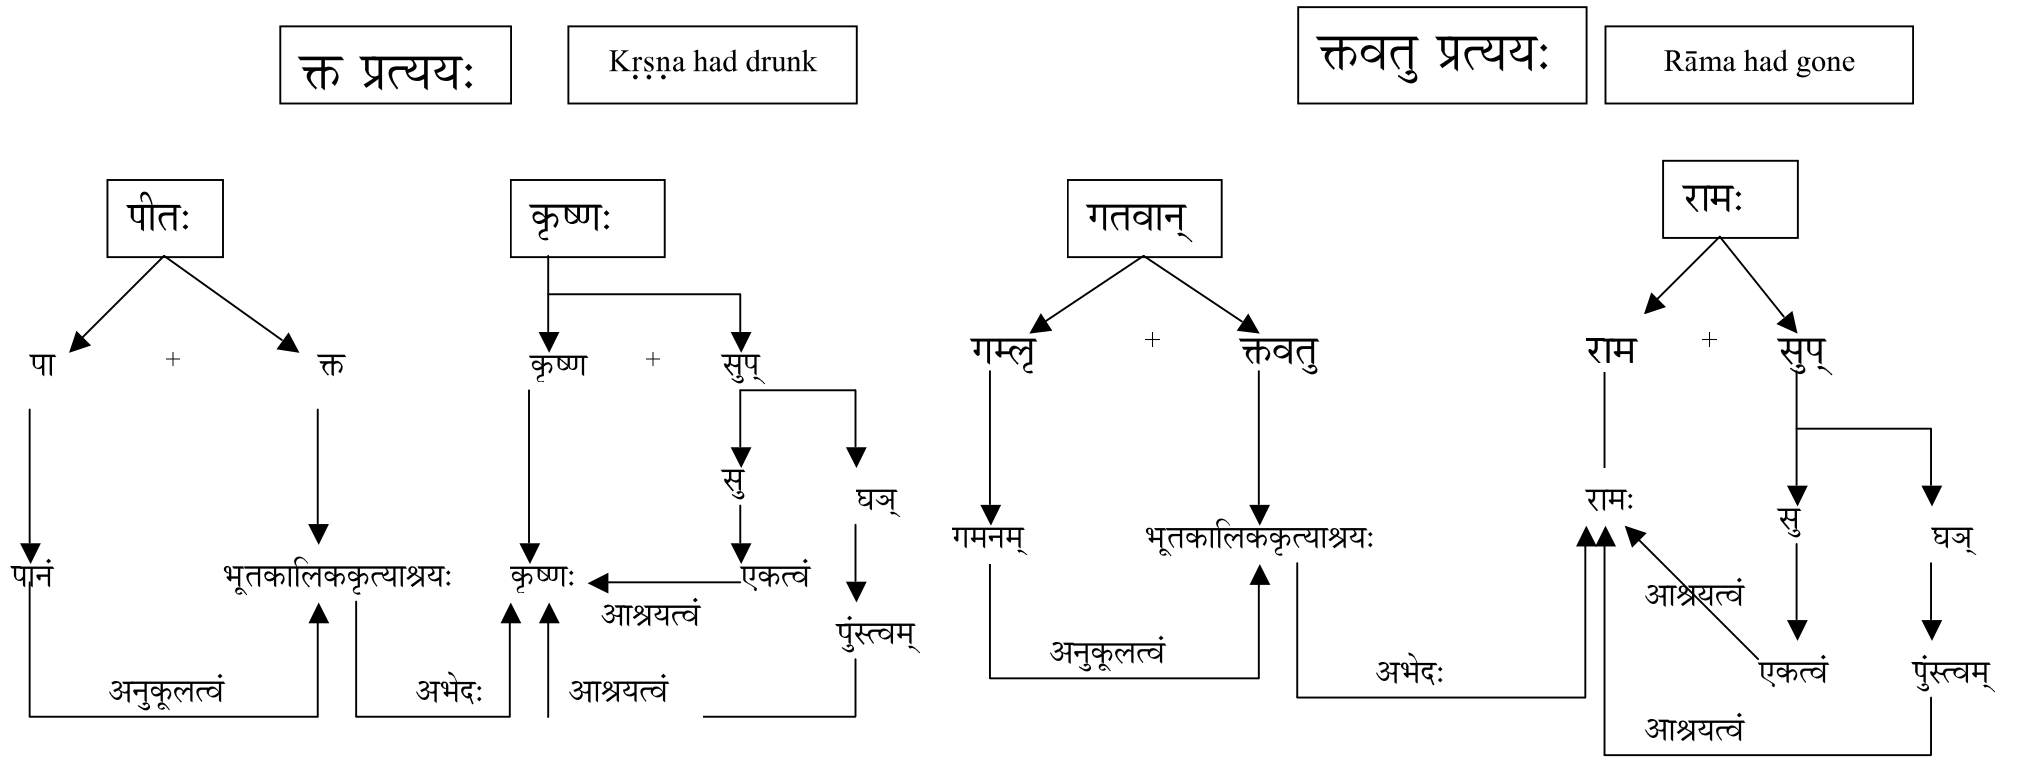 क्त प्रत्ययः
Kṛṣṇa had drunk
क्तवतु प्रत्ययः
Rāma had gone
पीतः
कृष्णः
गतवान्
रामः
पा + क्त
कृष्ण + सुप्
गम्लृ + क्तवतु
राम + सुप्
सु
घञ्
रामः
सु
घञ्
पानं
भूतकालिककृत्याश्रयः
कृष्णः
एकत्वं
आश्रयत्वं
पुंस्त्वम्
गमनम्
भूतकालिककृत्याश्रयः
आश्रयत्वं
अनुकूलत्वं
अभेदः
आश्रयत्वं
अनुकूलत्वं
अभेदः
एकत्वं
पुंस्त्वम्
आश्रयत्वं